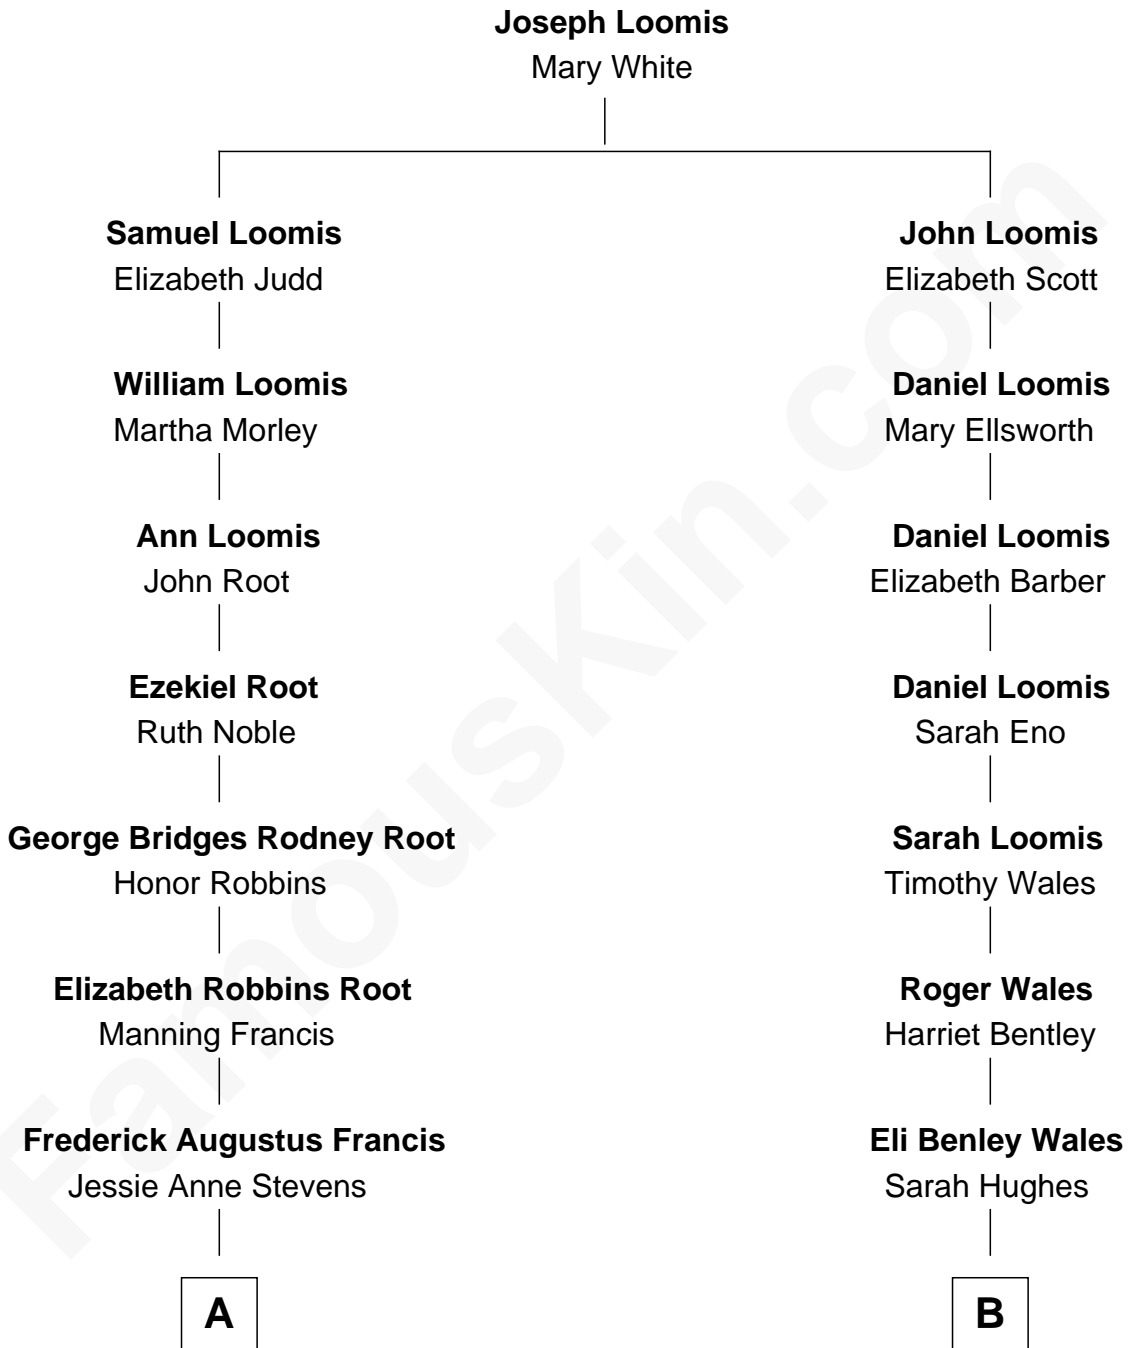 Joseph Loomis
Mary White
Samuel Loomis
Elizabeth Judd
John Loomis
Elizabeth Scott
William Loomis
Martha Morley
Daniel Loomis
Mary Ellsworth
Ann Loomis
John Root
Daniel Loomis
Elizabeth Barber
Ezekiel Root
Ruth Noble
Daniel Loomis
Sarah Eno
George Bridges Rodney Root
Honor Robbins
Sarah Loomis
Timothy Wales
Elizabeth Robbins Root
Manning Francis
Roger Wales
Harriet Bentley
Frederick Augustus Francis
Jessie Anne Stevens
Eli Benley Wales
Sarah Hughes
A
B
FamousKin.com